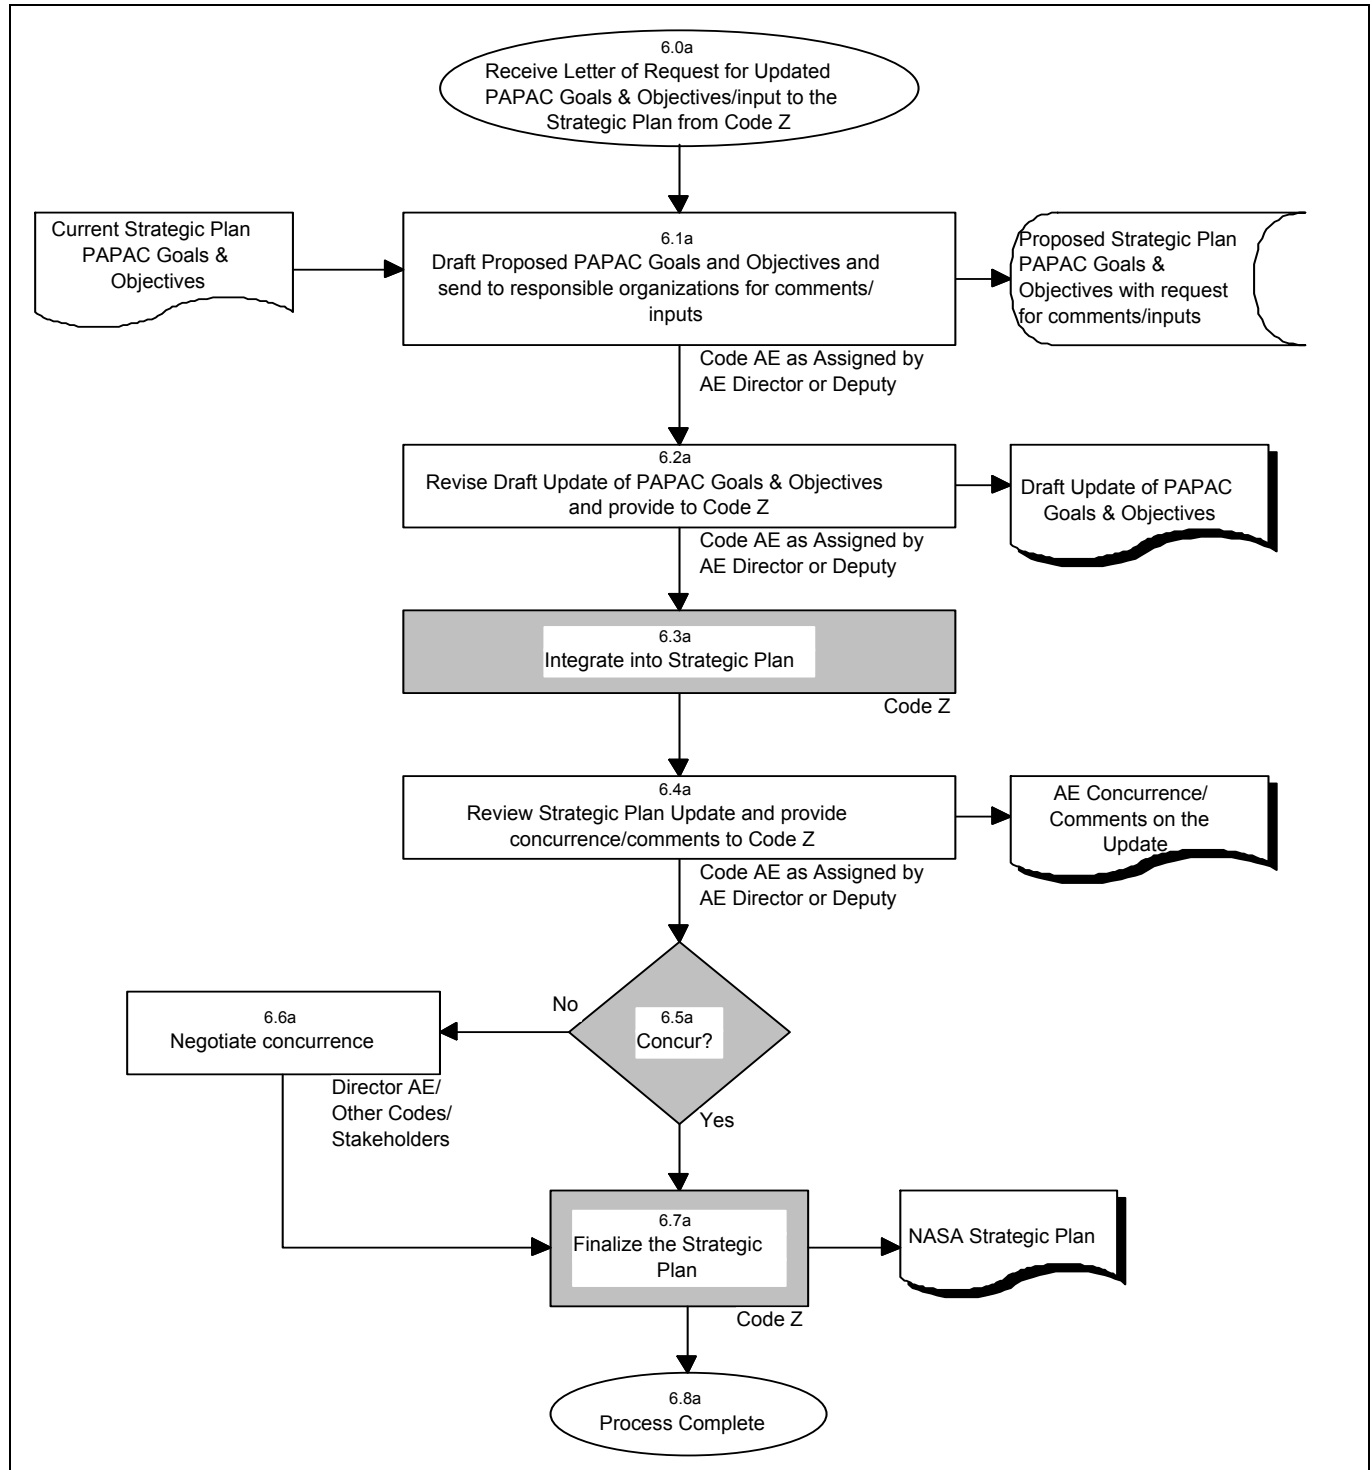 6.0a
Receive Letter of Request for Updated
PAPAC Goals & Objectives/input to the
Strategic Plan from Code Z
Current Strategic Plan
PAPAC Goals &
Objectives
6.1a
Draft Proposed PAPAC Goals and Objectives and
send to responsible organizations for comments/
inputs
Proposed Strategic Plan
PAPAC Goals &
Objectives with request
for comments/inputs
Code AE as Assigned by
AE Director or Deputy
6.2a
Revise Draft Update of PAPAC Goals & Objectives
and provide to Code Z
Draft Update of PAPAC
Goals & Objectives
Code AE as Assigned by
AE Director or Deputy
6.3a
Integrate into Strategic Plan
Code Z
6.4a
Review Strategic Plan Update and provide
concurrence/comments to Code Z
AE Concurrence/
Comments on the
Update
Code AE as Assigned by
AE Director or Deputy
No
6.5a
Concur?
6.6a
Negotiate concurrence
Director AE/
Other Codes/
Stakeholders
Yes
6.7a
Finalize the Strategic
Plan
NASA Strategic Plan
Code Z
6.8a
Process Complete